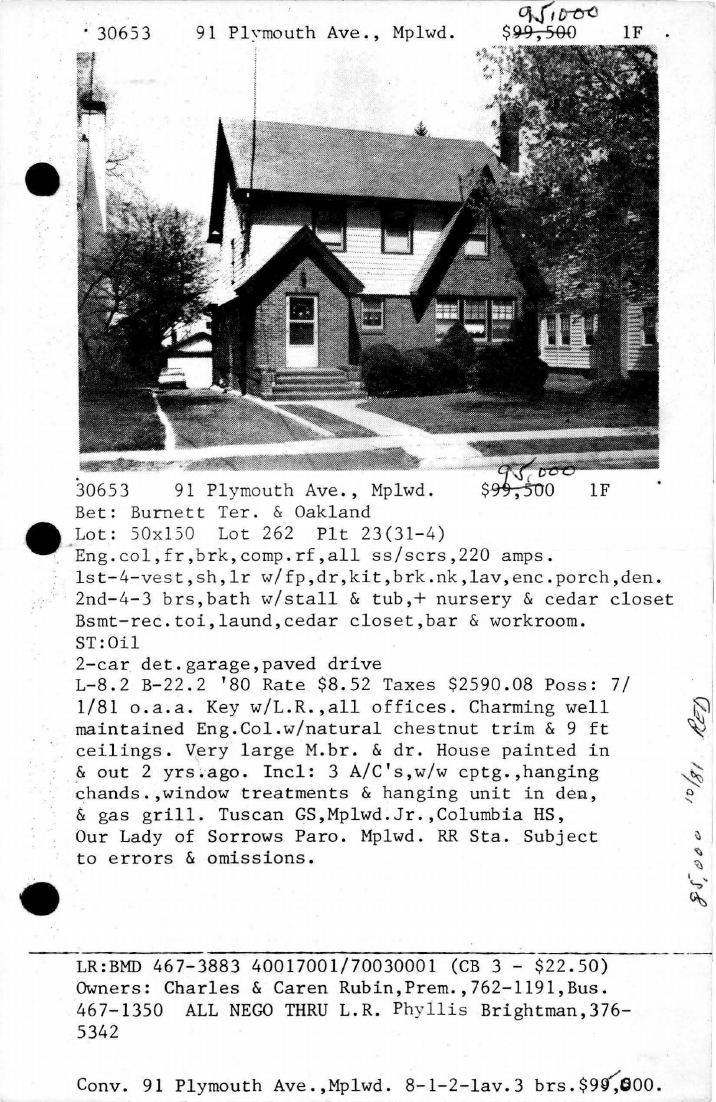 95,000
30653 91 Plymouth Ave., Mplwd. $99,500 1F
95,000
30653 91 Plymouth Ave., Mplwd. $99,500 1F
Bet: Burnett Ter. & Oakland
Lot: 50x150 Lot 262 Plt 23(31-4)
Eng.col,fr,brk,comp.rf,all ss/scrs,220 amps.
1st-4-vest,sh,lr w/fp,dr,kit,brk.nk,lav,enc.porch,den.
2nd-4-3 brs,bath w/stall & tub,+ nursery & cedar closet
Bsmt-rec.toi,laund,cedar closet,bar & workroom.
ST:Oil
2-car det.garage,paved drive
L-8.2 B-22.2 '80 Rate $8.52 Taxes $2590.08 Poss: 7/
1/81 o.a.a. Key w/L.R.,all offices. Charming well
maintained Eng.Col.w/natural chestnut trim & 9 ft
ceilings. Very large M.br. & dr. House painted in
& out 2 yrs.ago. Incl: 3 A/C's,w/w cptg.,hanging
chands.,window treatments & hanging unit in den,
& gas grill. Tuscan GS,Mplwd.Jr.,Columbia HS,
Our Lady of Sorrows Paro. Mplwd. RR Sta. Subject
to errors & omissions.
85,000 10/81 RED
LR:BMD 467-3883 40017001/70030001 (CB 3 - $22.50)
Owners: Charles & Caren Rubin,Prem.,762-1191,Bus.
467-1350 ALL NEGO THRU L.R. Phyllis Brightman,376-
5342
Conv. 91 Plymouth Ave.,Mplwd. 8-1-2-lav.3 brs.